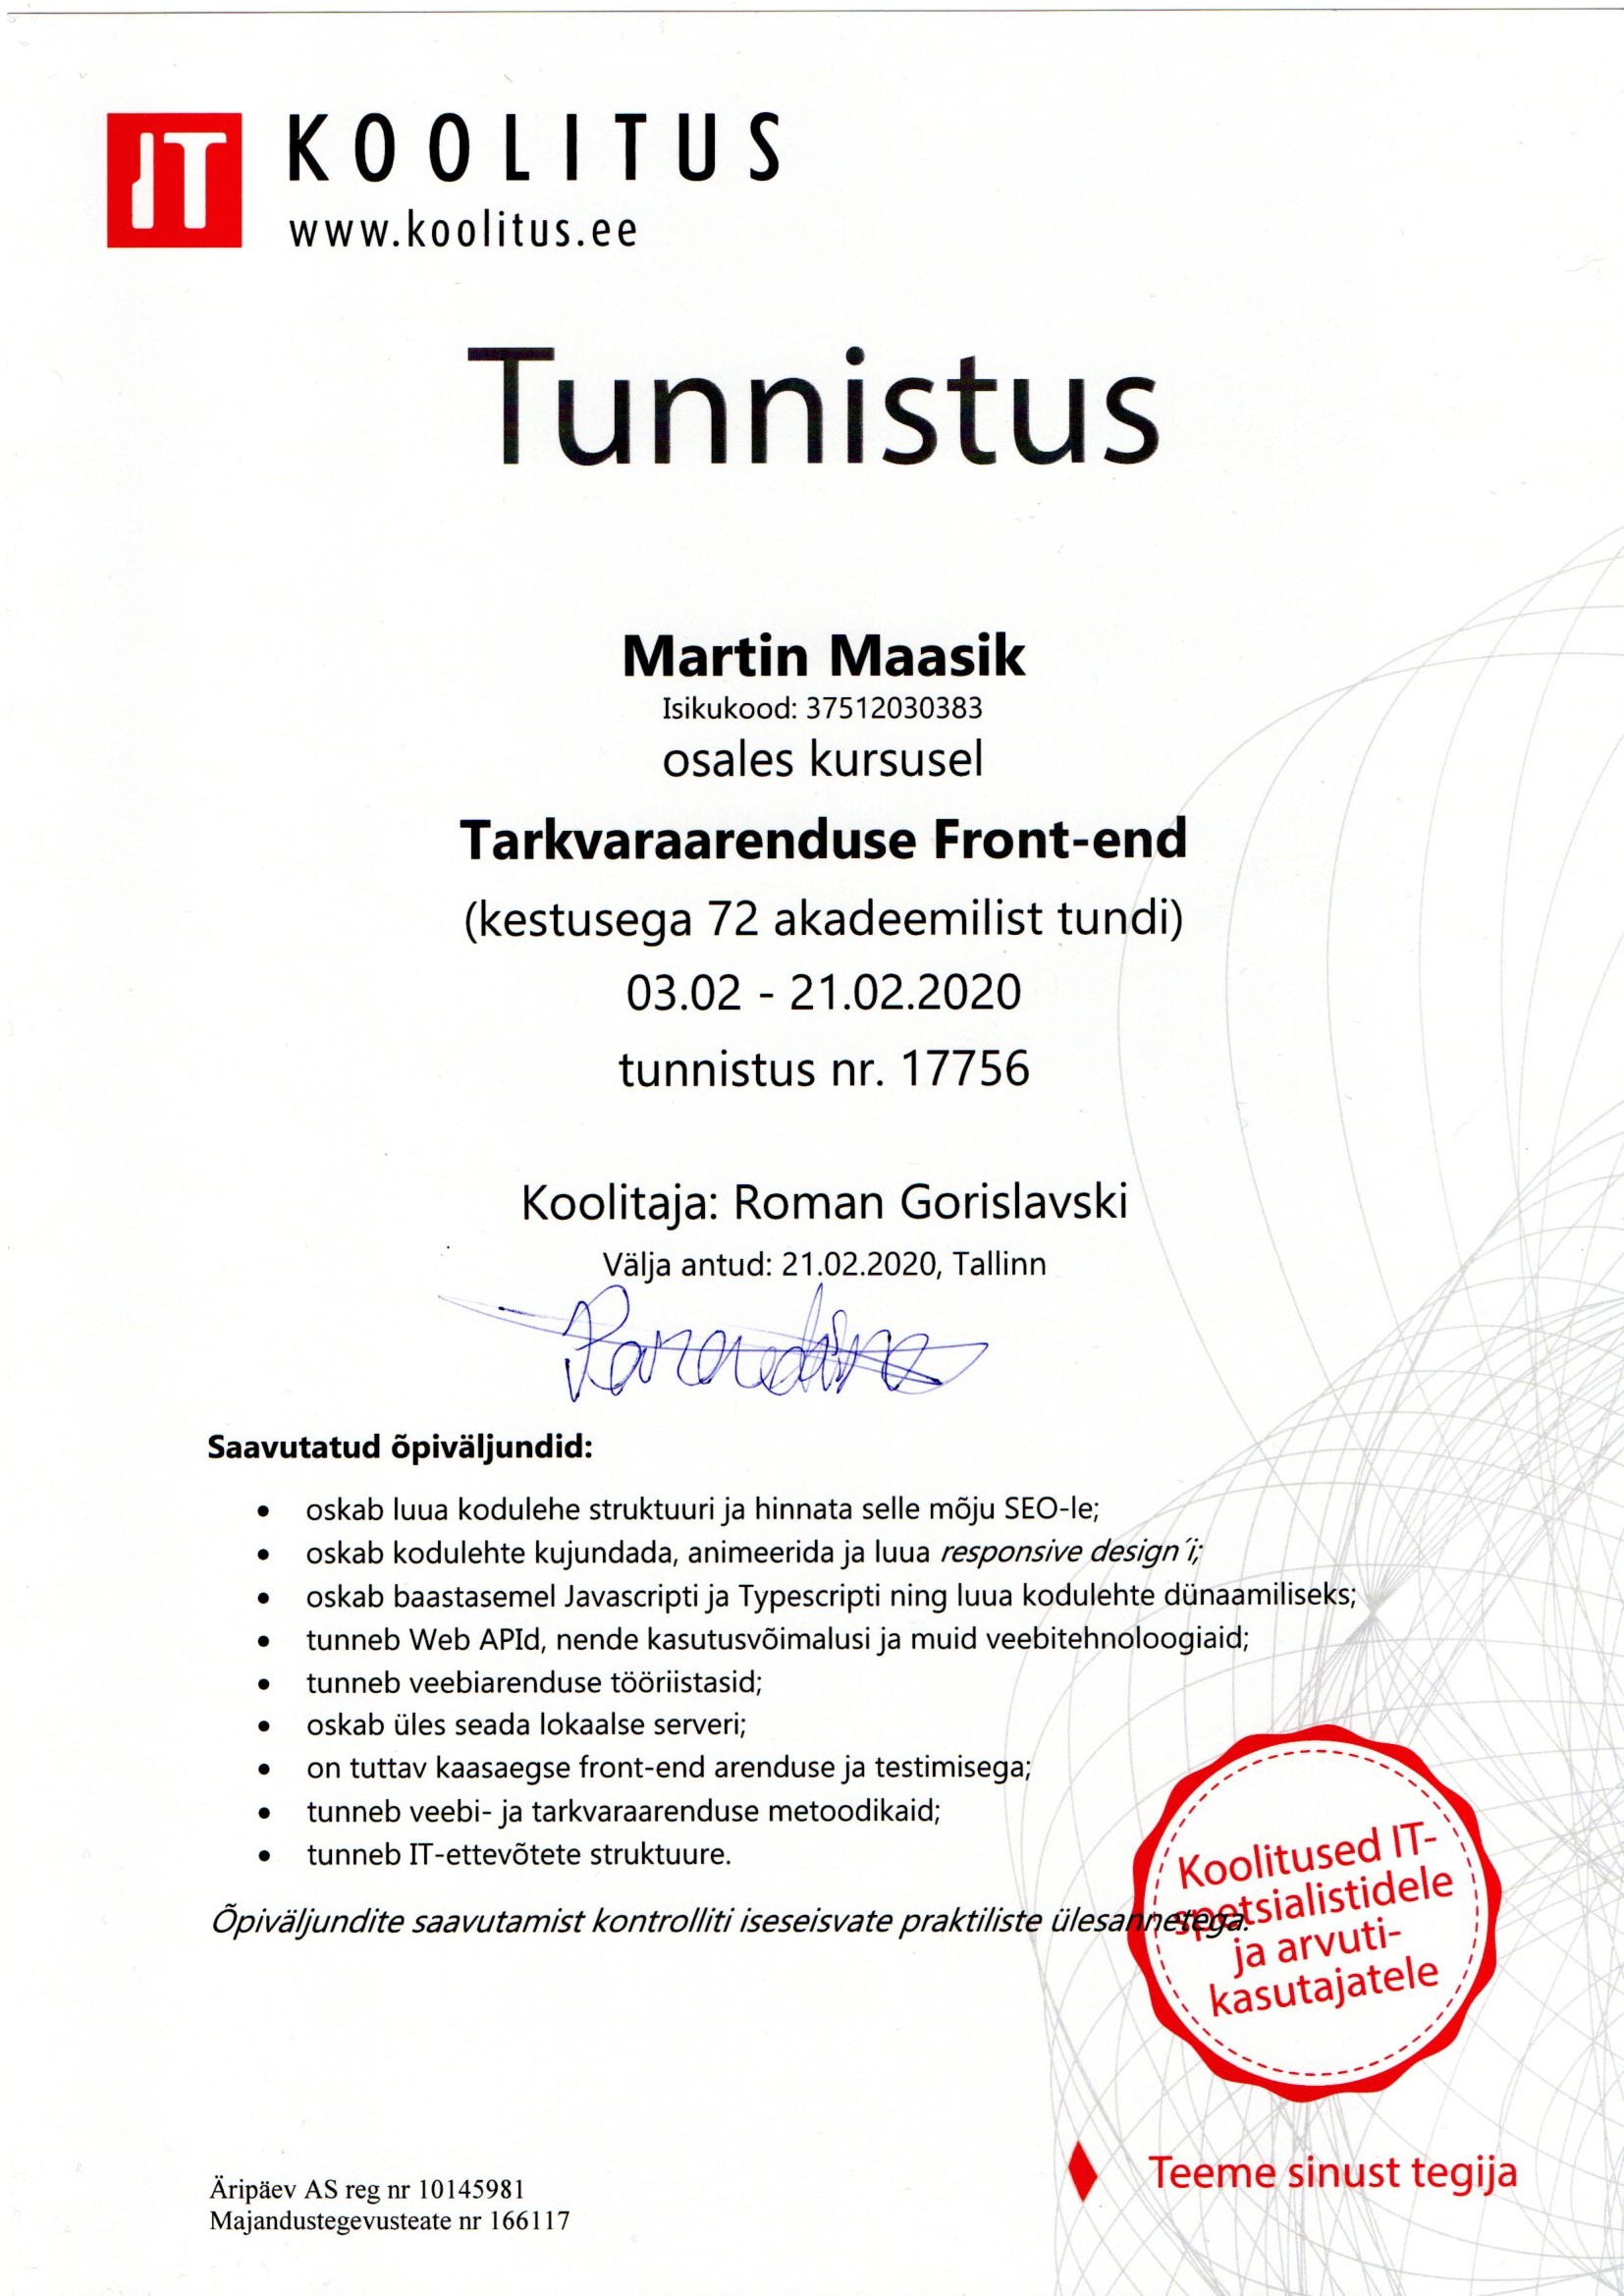 IT KOOLITUS
www.koolitus.ee
Tunnistus
Martin Maasik
Isikukood: 37512030383
osales kursusel
Tarkvaraarenduse Front-end
(kestusega 72 akadeemilist tundi)
03.02 - 21.02.2020
tunnistus nr. 17756
Koolitaja: Roman Gorislavski
Välja antud: 21.02.2020, Tallinn
Saavutatud õpiväljundid:
• oskab luua kodulehe struktuuri ja hinnata selle mõju SEO-le;
• oskab kodulehte kujundada, animeerida ja luua responsive design´i;
• oskab baastasemel Javascripti ja Typescripti ning luua kodulehte dünaamiliseks;
• tunneb Web APId, nende kasutusvõimalusi ja muid veebitehnoloogiaid;
• tunneb veebiarenduse tööriistasid;
• oskab üles seada lokaalse serveri;
• on tuttav kaasaegse front-end arenduse ja testimisega;
• tunneb veebi- ja tarkvaraarenduse metoodikaid;
• tunneb IT-ettevõtete struktuure.
Õpiväljundite saavutamist kontrolliti iseseisvate praktiliste ülesannetega.
Koolitused IT-
spetsialistidele
ja arvuti-
kasutajatele
Teeme sinust tegija
Äripäev AS reg nr 10145981
Majandustegevusteate nr 166117